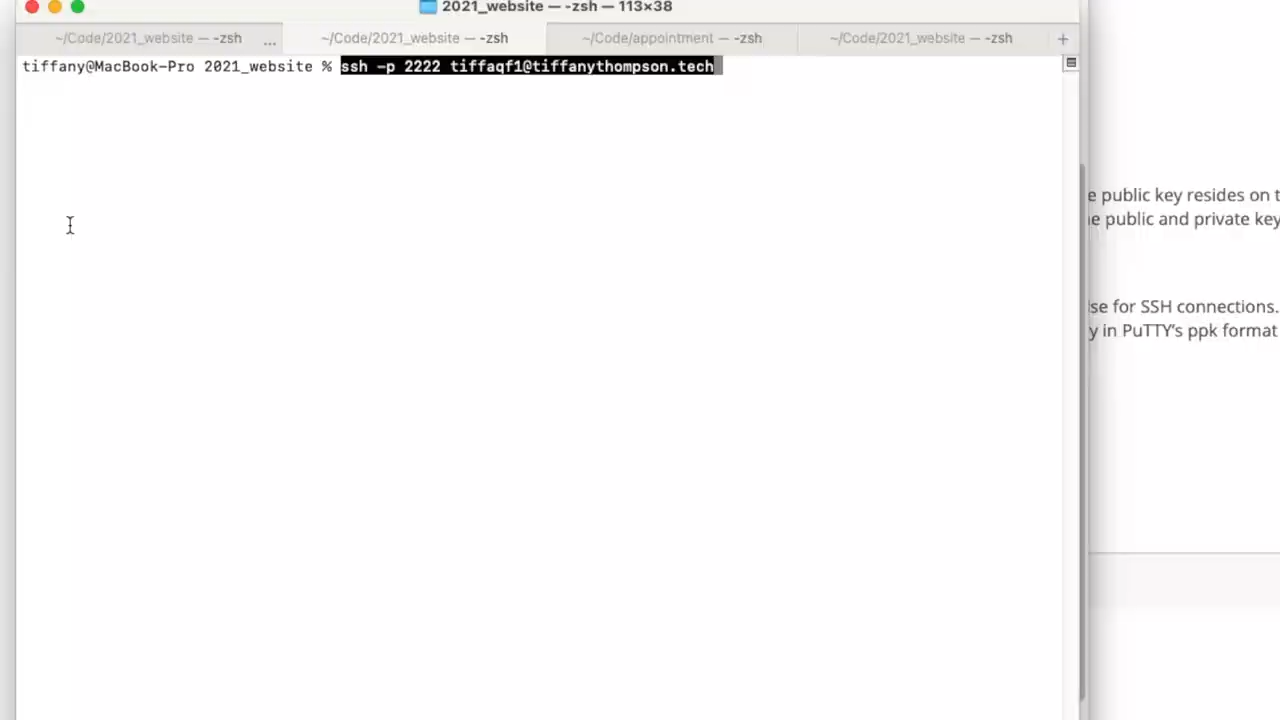 2021_website — -zsh — 113×38
~/Code/2021_website — -zsh ... ~/Code/2021_website — -zsh ~/Code/appointment — -zsh ~/Code/2021_website — -zsh +
tiffany@MacBook-Pro 2021_website % ssh -p 2222 tiffaqf1@tiffanythompson.tech
e public key resides on t
e public and private key
lse for SSH connections.
y in PuTTY's ppk format